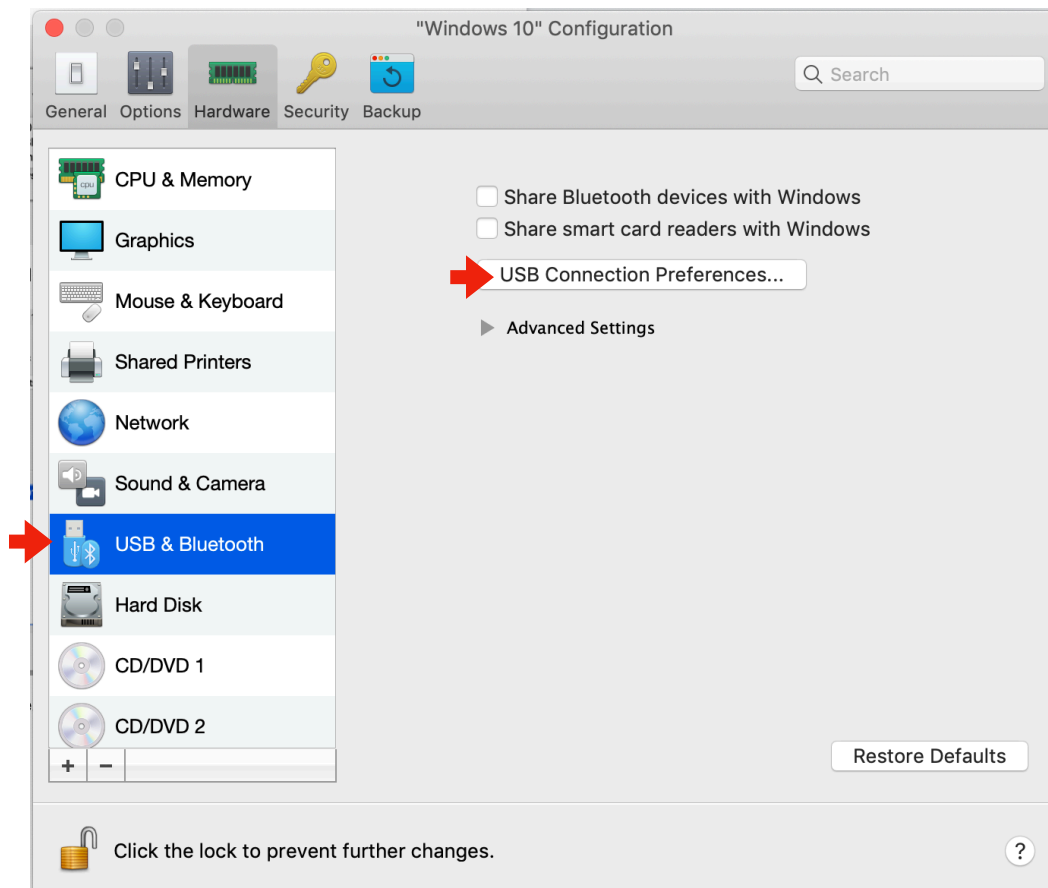 "Windows 10" Configuration
General Options Hardware Security Backup
Search
CPU & Memory
Graphics
Mouse & Keyboard
Shared Printers
Network
Sound & Camera
USB & Bluetooth
Hard Disk
CD/DVD 1
CD/DVD 2
+ −
Share Bluetooth devices with Windows
Share smart card readers with Windows
USB Connection Preferences...
Advanced Settings
Restore Defaults
Click the lock to prevent further changes.
?